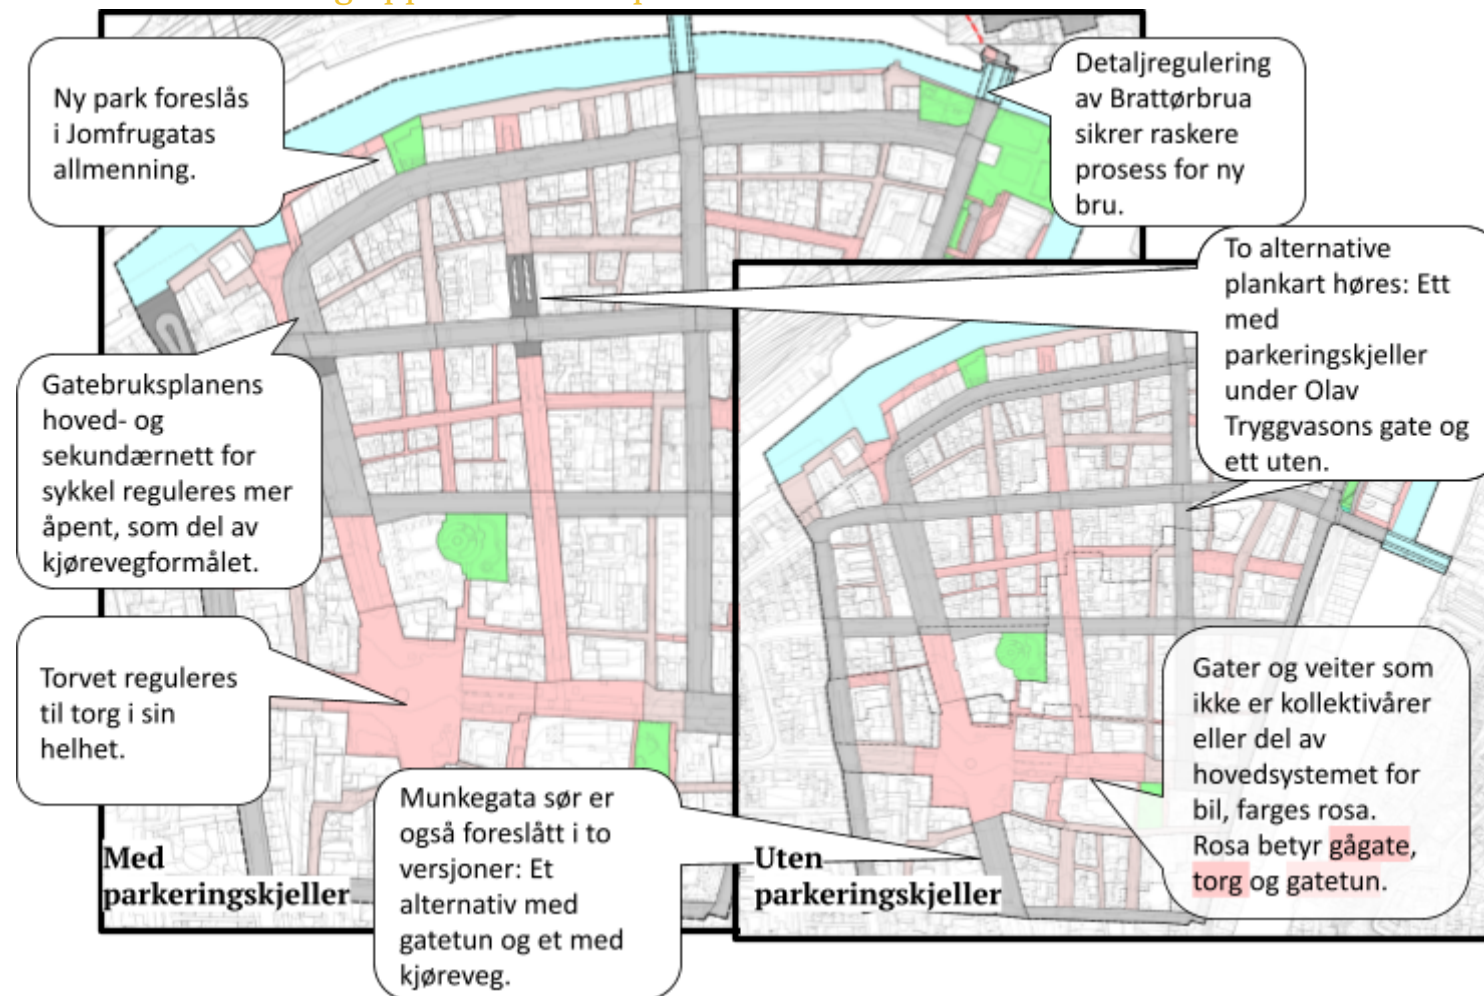 Ny park foreslås
i Jomfrugatas
allmenning.
Detaljregulering
av Brattørbrua
sikrer raskere
prosess for ny
bru.
To alternative
plankart høres: Ett
med
parkeringskjeller
under Olav
Tryggvasons gate og
ett uten.
Gatebruksplanens
hoved- og
sekundærnett for
sykkel reguleres mer
åpent, som del av
kjørevegformålet.
Torvet reguleres
til torg i sin
helhet.
Gater og veiter som
ikke er kollektivårer
eller del av
hovedsystemet for
bil, farges rosa.
Rosa betyr gågate,
torg og gatetun.
Munkegata sør er
også foreslått i to
versjoner: Et
alternativ med
gatetun og et med
kjøreveg.
Med
parkeringskjeller
Uten
parkeringskjeller